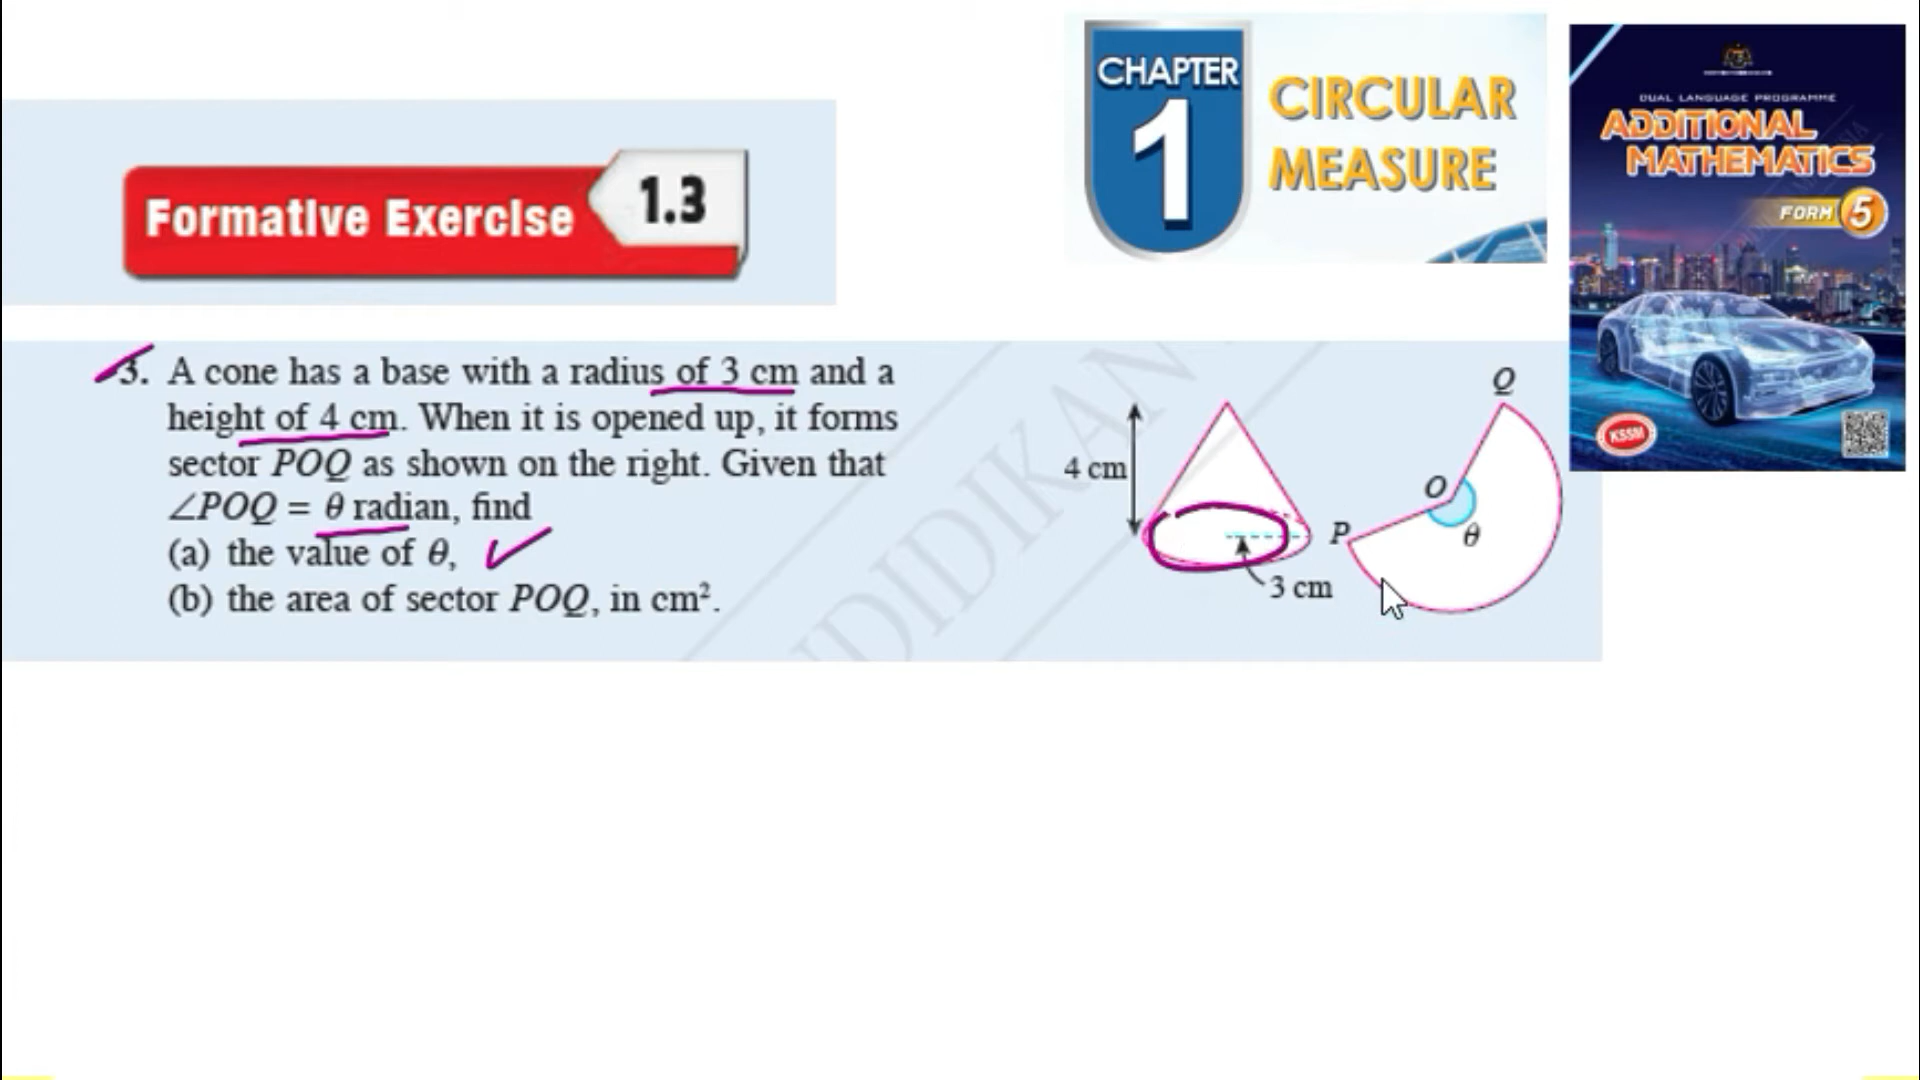 CHAPTER
1
CIRCULAR
MEASURE
DUAL LANGUAGE PROGRAMME
ADDITIONAL
MATHEMATICS
FORM 5
KSSM
Formative Exercise 1.3
3. A cone has a base with a radius of 3 cm and a
height of 4 cm. When it is opened up, it forms
sector POQ as shown on the right. Given that
∠POQ = θ radian, find
(a) the value of θ,
(b) the area of sector POQ, in cm².
4 cm
3 cm
Q
O
P
θ
DIDIKAN